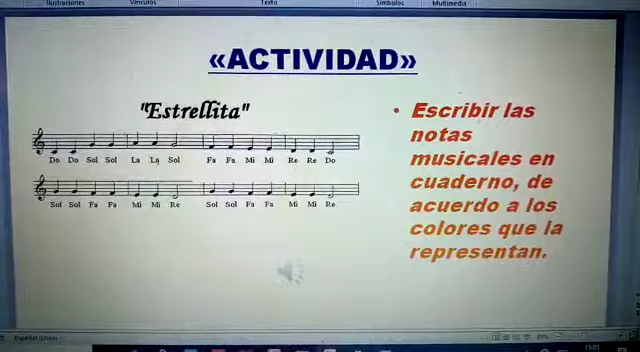 Ilustraciones Vínculos Texto Símbolos Multimedia
«ACTIVIDAD»
"Estrellita"
Do Do Sol Sol La La Sol Fa Fa Mi Mi Re Re Do
Sol Sol Fa Fa Mi Mi Re Sol Sol Fa Fa Mi Mi Re
• Escribir las
notas
musicales en
cuaderno, de
acuerdo a los
colores que la
representan.
Español (Chile)
15:05